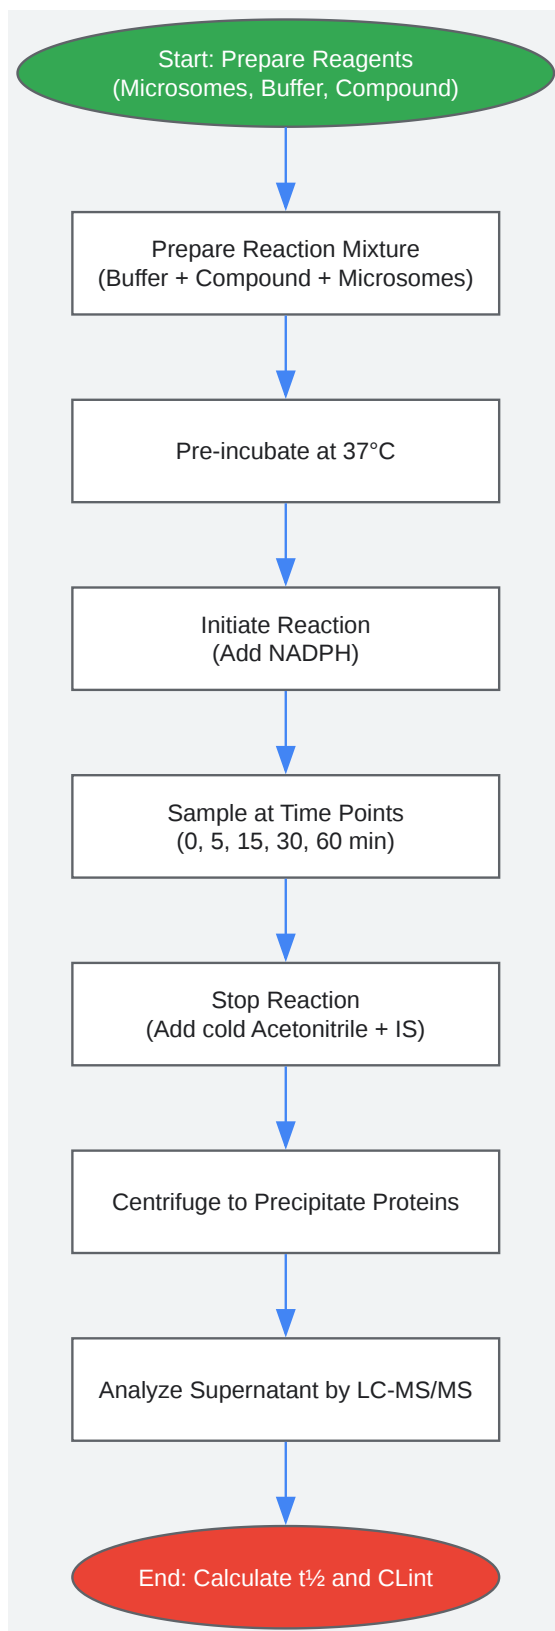 Start: Prepare Reagents
(Microsomes, Buffer, Compound)
Prepare Reaction Mixture
(Buffer + Compound + Microsomes)
Pre-incubate at 37°C
Initiate Reaction
(Add NADPH)
Sample at Time Points
(0, 5, 15, 30, 60 min)
Stop Reaction
(Add cold Acetonitrile + IS)
Centrifuge to Precipitate Proteins
Analyze Supernatant by LC-MS/MS
End: Calculate t½ and CLint